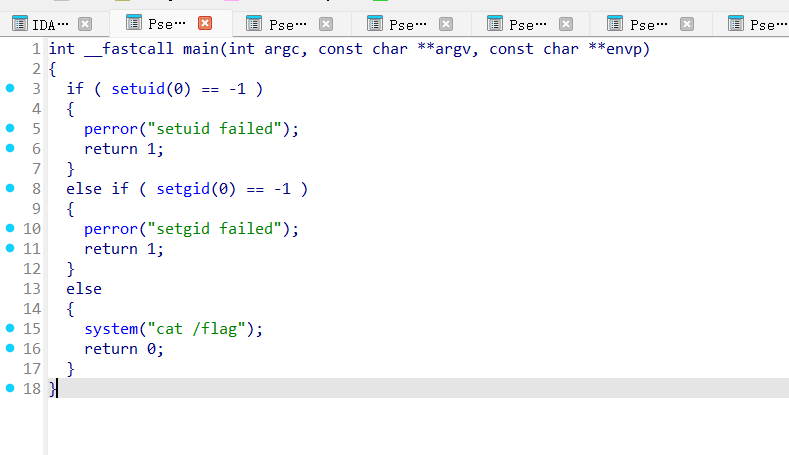 IDA… Pse… Pse… Pse… Pse… Pse… Pse…
1 int __fastcall main(int argc, const char **argv, const char **envp)
2 {
3   if ( setuid(0) == -1 )
4   {
5     perror("setuid failed");
6     return 1;
7   }
8   else if ( setgid(0) == -1 )
9   {
10     perror("setgid failed");
11     return 1;
12   }
13   else
14   {
15     system("cat /flag");
16     return 0;
17   }
18 }